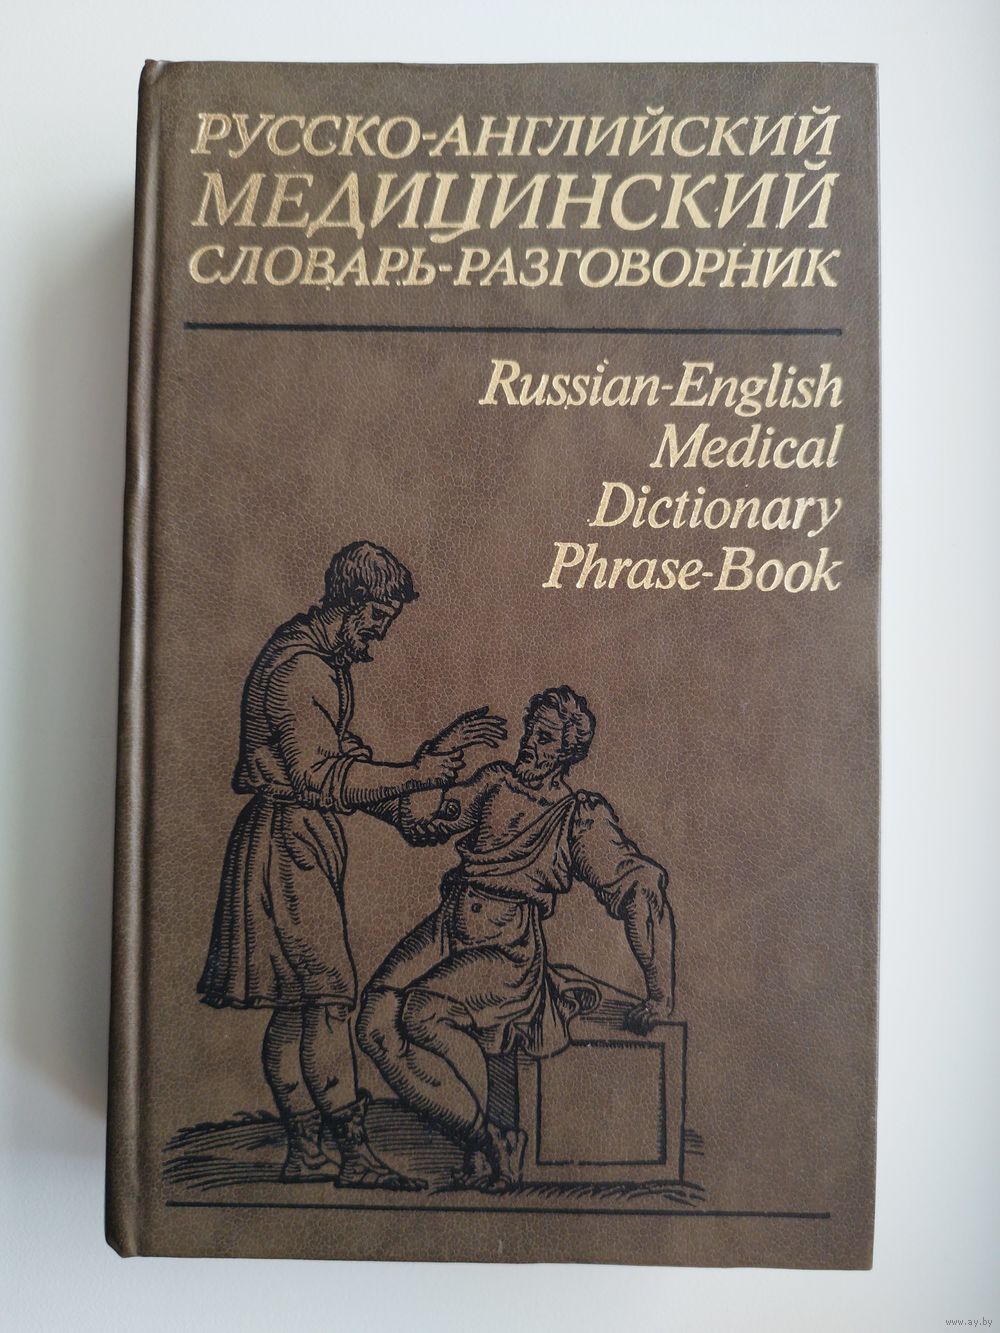 РУССКО-АНГЛИЙСКИЙ
МЕДИЦИНСКИЙ
СЛОВАРЬ-РАЗГОВОРНИК
Russian-English
Medical
Dictionary
Phrase-Book
www.ay.by